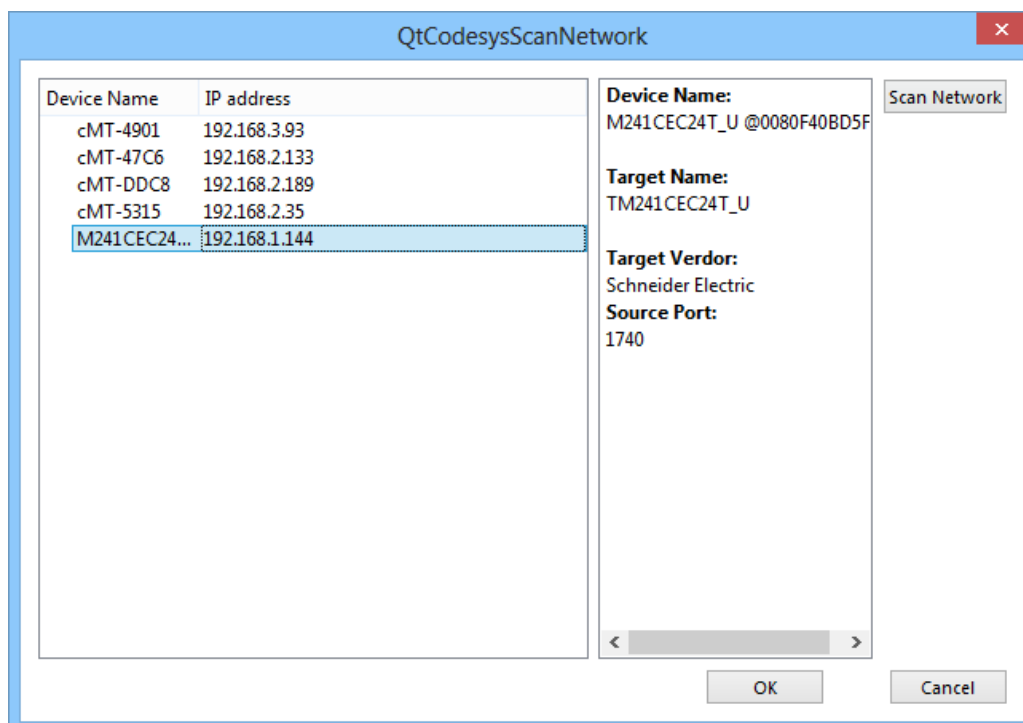 QtCodesysScanNetwork
Device Name IP address
cMT-4901 192.168.3.93
cMT-47C6 192.168.2.133
cMT-DDC8 192.168.2.189
cMT-5315 192.168.2.35
M241CEC24... 192.168.1.144
Device Name:
M241CEC24T_U @0080F40BD5F
Target Name:
TM241CEC24T_U
Target Verdor:
Schneider Electric
Source Port:
1740
Scan Network
OK
Cancel